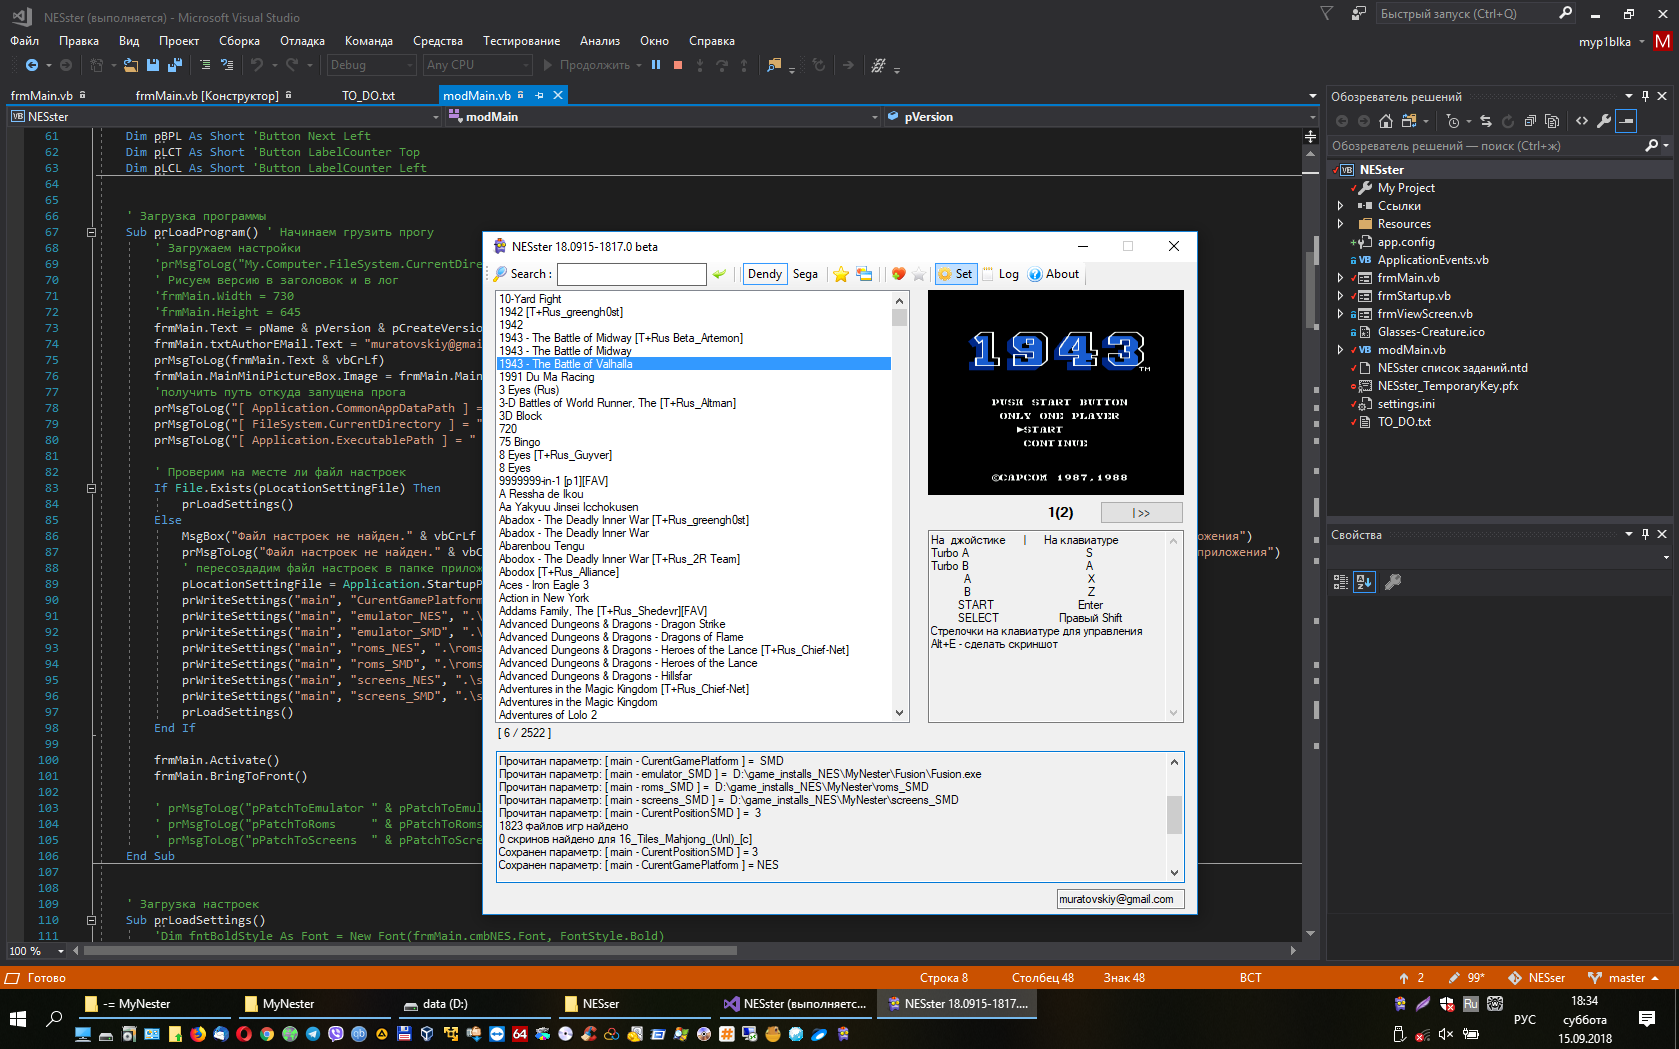 NESster (выполняется) - Microsoft Visual Studio
Быстрый запуск (Ctrl+Q)
Файл Правка Вид Проект Сборка Отладка Команда Средства Тестирование Анализ Окно Справка
myp1blka M
Debug Any CPU Продолжить
frmMain.vb frmMain.vb [Конструктор] TO_DO.txt modMain.vb
NESster modMain pVersion
61 Dim pBPL As Short 'Button Next Left
62 Dim pLCT As Short 'Button LabelCounter Top
63 Dim pLCL As Short 'Button LabelCounter Left
64
65
66 ' Загрузка программы
67 Sub prLoadProgram() ' Начинаем грузить прогу
68 ' Загружаем настройки
69 'prMsgToLog("My.Computer.FileSystem.CurrentDire
70 ' Рисуем версию в заголовок и в лог
71 'frmMain.Width = 730
72 'frmMain.Height = 645
73 frmMain.Text = pName & pVersion & pCreateVersio
74 frmMain.txtAuthorEMail.Text = "muratovskiy@gmai
75 prMsgToLog(frmMain.Text & vbCrLf)
76 frmMain.MainMiniPictureBox.Image = frmMain.Main
77 'получить путь откуда запущена прога
78 prMsgToLog("[ Application.CommonAppDataPath ] =
79 prMsgToLog("[ FileSystem.CurrentDirectory ] = "
80 prMsgToLog("[ Application.ExecutablePath ] = "
81
82 ' Проверим на месте ли файл настроек
83 If File.Exists(pLocationSettingFile) Then
84 prLoadSettings()
85 Else
86 MsgBox("Файл настроек не найден." & vbCrLf ожения")
87 prMsgToLog("Файл настроек не найден." & vbC приложения")
88 ' пересоздадим файл настроек в папке прилож
89 pLocationSettingFile = Application.StartupP
90 prWriteSettings("main", "CurentGamePlatform
91 prWriteSettings("main", "emulator_NES", ".\
92 prWriteSettings("main", "emulator_SMD", ".\
93 prWriteSettings("main", "roms_NES", ".\roms
94 prWriteSettings("main", "roms_SMD", ".\roms
95 prWriteSettings("main", "screens_NES", ".\s
96 prWriteSettings("main", "screens_SMD", ".\s
97 prLoadSettings()
98 End If
99
100 frmMain.Activate()
101 frmMain.BringToFront()
102
103 ' prMsgToLog("pPatchToEmulator " & pPatchToEmul
104 ' prMsgToLog("pPatchToRoms " & pPatchToRoms
105 ' prMsgToLog("pPatchToScreens " & pPatchToScre
106 End Sub
107
108
109 ' Загрузка настроек
110 Sub prLoadSettings()
111 'Dim fntBoldStyle As Font = New Font(frmMain.cmbNES.Font, FontStyle.Bold)
100 %
NESster 18.0915-1817.0 beta
Search : Dendy Sega Set Log About
10-Yard Fight
1942 [T+Rus_greengh0st]
1942
1943 - The Battle of Midway [T+Rus Beta_Artemon]
1943 - The Battle of Midway
1943 - The Battle of Valhalla
1991 Du Ma Racing
3 Eyes (Rus)
3-D Battles of World Runner, The [T+Rus_Altman]
3D Block
720
75 Bingo
8 Eyes [T+Rus_Guyver]
8 Eyes
9999999-in-1 [p1][FAV]
A Ressha de Ikou
Aa Yakyuu Jinsei Icchokusen
Abadox - The Deadly Inner War [T+Rus_greengh0st]
Abadox - The Deadly Inner War
Abarenbou Tengu
Abodox - The Deadly Inner War [T+Rus_2R Team]
Abodox [T+Rus_Alliance]
Aces - Iron Eagle 3
Action in New York
Addams Family, The [T+Rus_Shedevr][FAV]
Advanced Dungeons & Dragons - Dragon Strike
Advanced Dungeons & Dragons - Dragons of Flame
Advanced Dungeons & Dragons - Heroes of the Lance [T+Rus_Chief-Net]
Advanced Dungeons & Dragons - Heroes of the Lance
Advanced Dungeons & Dragons - Hillsfar
Adventures in the Magic Kingdom [T+Rus_Chief-Net]
Adventures in the Magic Kingdom
Adventures of Lolo 2
[ 6 / 2522 ]
1943 TM
PUSH START BUTTON
ONLY ONE PLAYER
START
CONTINUE
©CAPCOM 1987,1988
1(2) |>>
На джойстике | На клавиатуре
Turbo A S
Turbo B A
A X
B Z
START Enter
SELECT Правый Shift
Стрелочки на клавиатуре для управления
Alt+E - сделать скриншот
Прочитан параметр: [ main - CurentGamePlatform ] = SMD
Прочитан параметр: [ main - emulator_SMD ] = D:\game_installs_NES\MyNester\Fusion\Fusion.exe
Прочитан параметр: [ main - roms_SMD ] = D:\game_installs_NES\MyNester\roms_SMD
Прочитан параметр: [ main - screens_SMD ] = D:\game_installs_NES\MyNester\screens_SMD
Прочитан параметр: [ main - CurentPositionSMD ] = 3
1823 Файлов игр найдено
0 скринов найдено для 16_Tiles_Mahjong_(Unl)_[c]
Сохранен параметр: [ main - CurentPositionSMD ] = 3
Сохранен параметр: [ main - CurentGamePlatform ] = NES
muratovskiy@gmail.com
Обозреватель решений
Обозреватель решений — поиск (Ctrl+ж)
NESster
My Project
Ссылки
Resources
app.config
ApplicationEvents.vb
frmMain.vb
frmStartup.vb
frmViewScreen.vb
Glasses-Creature.ico
modMain.vb
NESster список заданий.ntd
NESster_TemporaryKey.pfx
settings.ini
TO_DO.txt
Свойства
Готово Строка 8 Столбец 48 Знак 48 ВСТ 2 99* NESser master
-= MyNester MyNester data (D:) NESser NESster (выполняетс... NESster 18.0915-1817....
Ru
64
РУС
18:34
суббота
15.09.2018